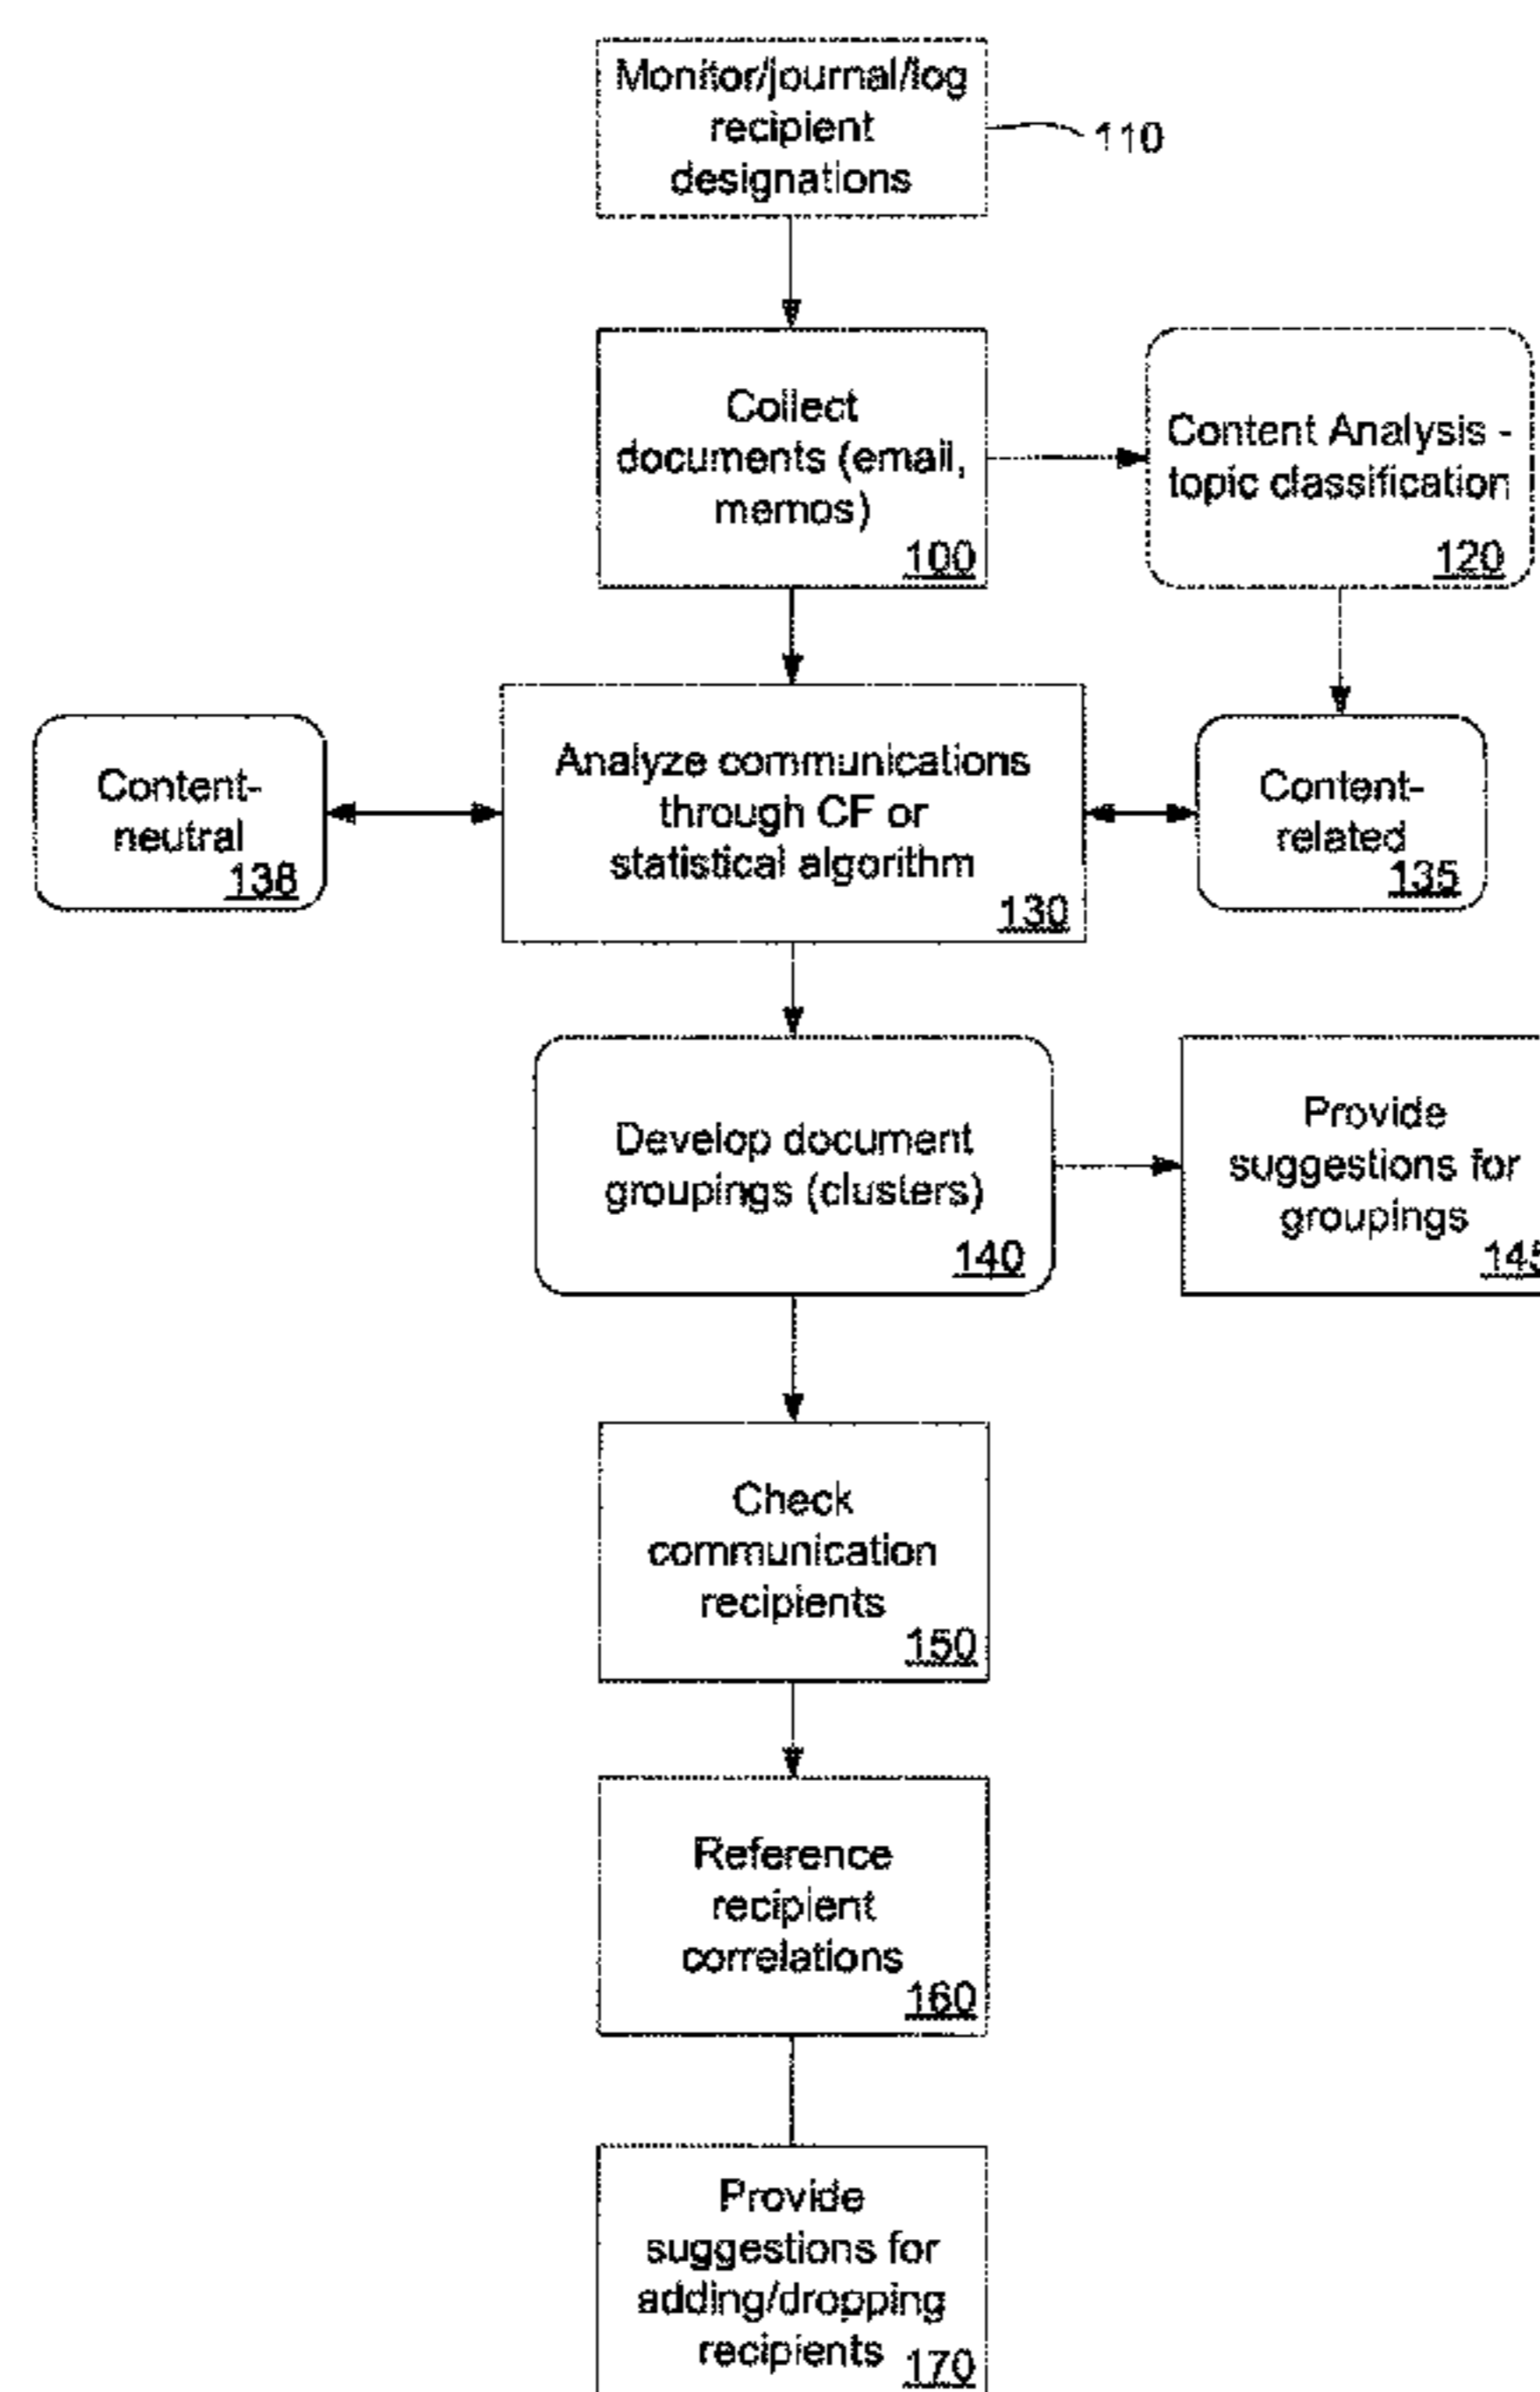 Monitor/journal/log
recipient
designations
110
Collect
documents (email,
memos)
100
Content Analysis -
topic classification
120
Content-
neutral
138
Analyze communications
through CF or
statistical algorithm
130
Content-
related
135
Develop document
groupings (clusters)
140
Provide
suggestions for
groupings
145
Check
communication
recipients
150
Reference
recipient
correlations
160
Provide
suggestions for
adding/dropping
recipients
170